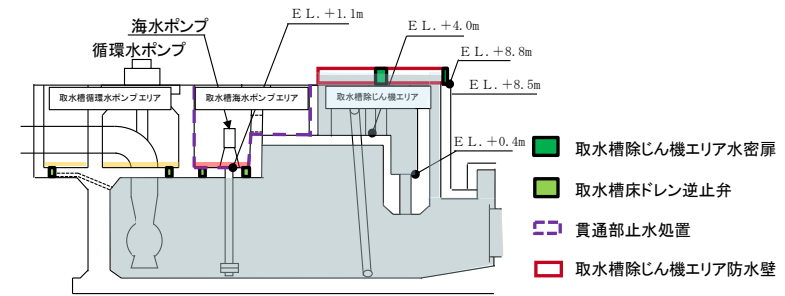 海水ポンプ
循環水ポンプ
ＥＬ.＋1.1m
ＥＬ.＋4.0m
ＥＬ.＋8.8m
ＥＬ.＋8.5m
取水槽循環水ポンプエリア
取水槽海水ポンプエリア
取水槽除じん機エリア
ＥＬ.＋0.4m
取水槽除じん機エリア水密扉
取水槽床ドレン逆止弁
貫通部止水処置
取水槽除じん機エリア防水壁